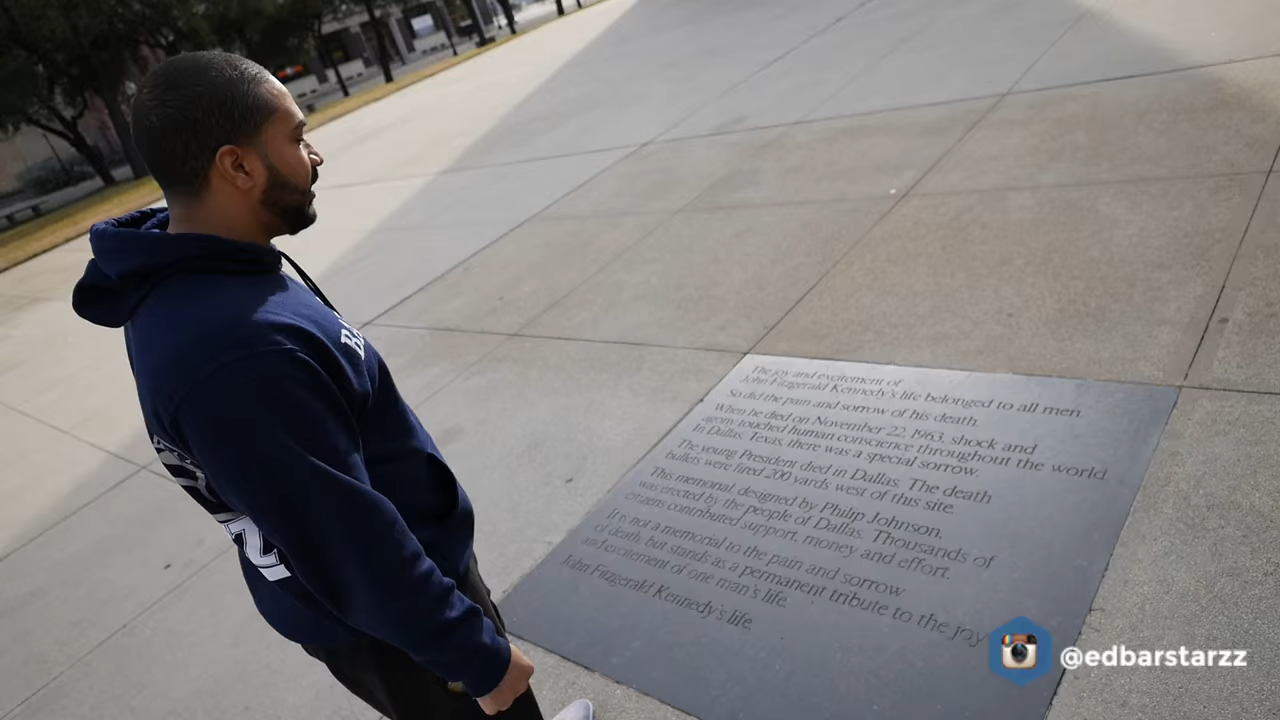 The joy and excitement of
John Fitzgerald Kennedy's life belonged to all men.
So did the pain and sorrow of his death.
When he died on November 22, 1963, shock and
agony touched human conscience throughout the world.
In Dallas, Texas, there was a special sorrow.
The young President died in Dallas. The death
bullets were fired 200 yards west of this site.
This memorial, designed by Philip Johnson,
was erected by the people of Dallas. Thousands of
citizens contributed support, money and effort.
It is not a memorial to the pain and sorrow
of death, but stands as a permanent tribute to the joy
and excitement of one man's life.
John Fitzgerald Kennedy's life.
@edbarstarzz